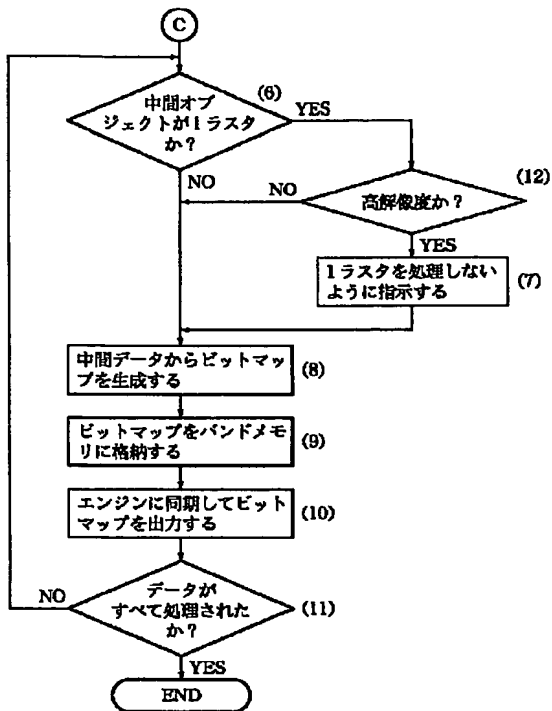 C
(6)
中間オブ
ジェクトが1ラスタ
か？
YES
NO
NO
高解像度か？
(12)
YES
1ラスタを処理しない
ように指示する
(7)
中間データからビットマッ
プを生成する
(8)
ビットマップをバンドメモ
リに格納する
(9)
エンジンに同期してビット
マップを出力する
(10)
NO
データが
すべて処理された
か？
(11)
YES
END